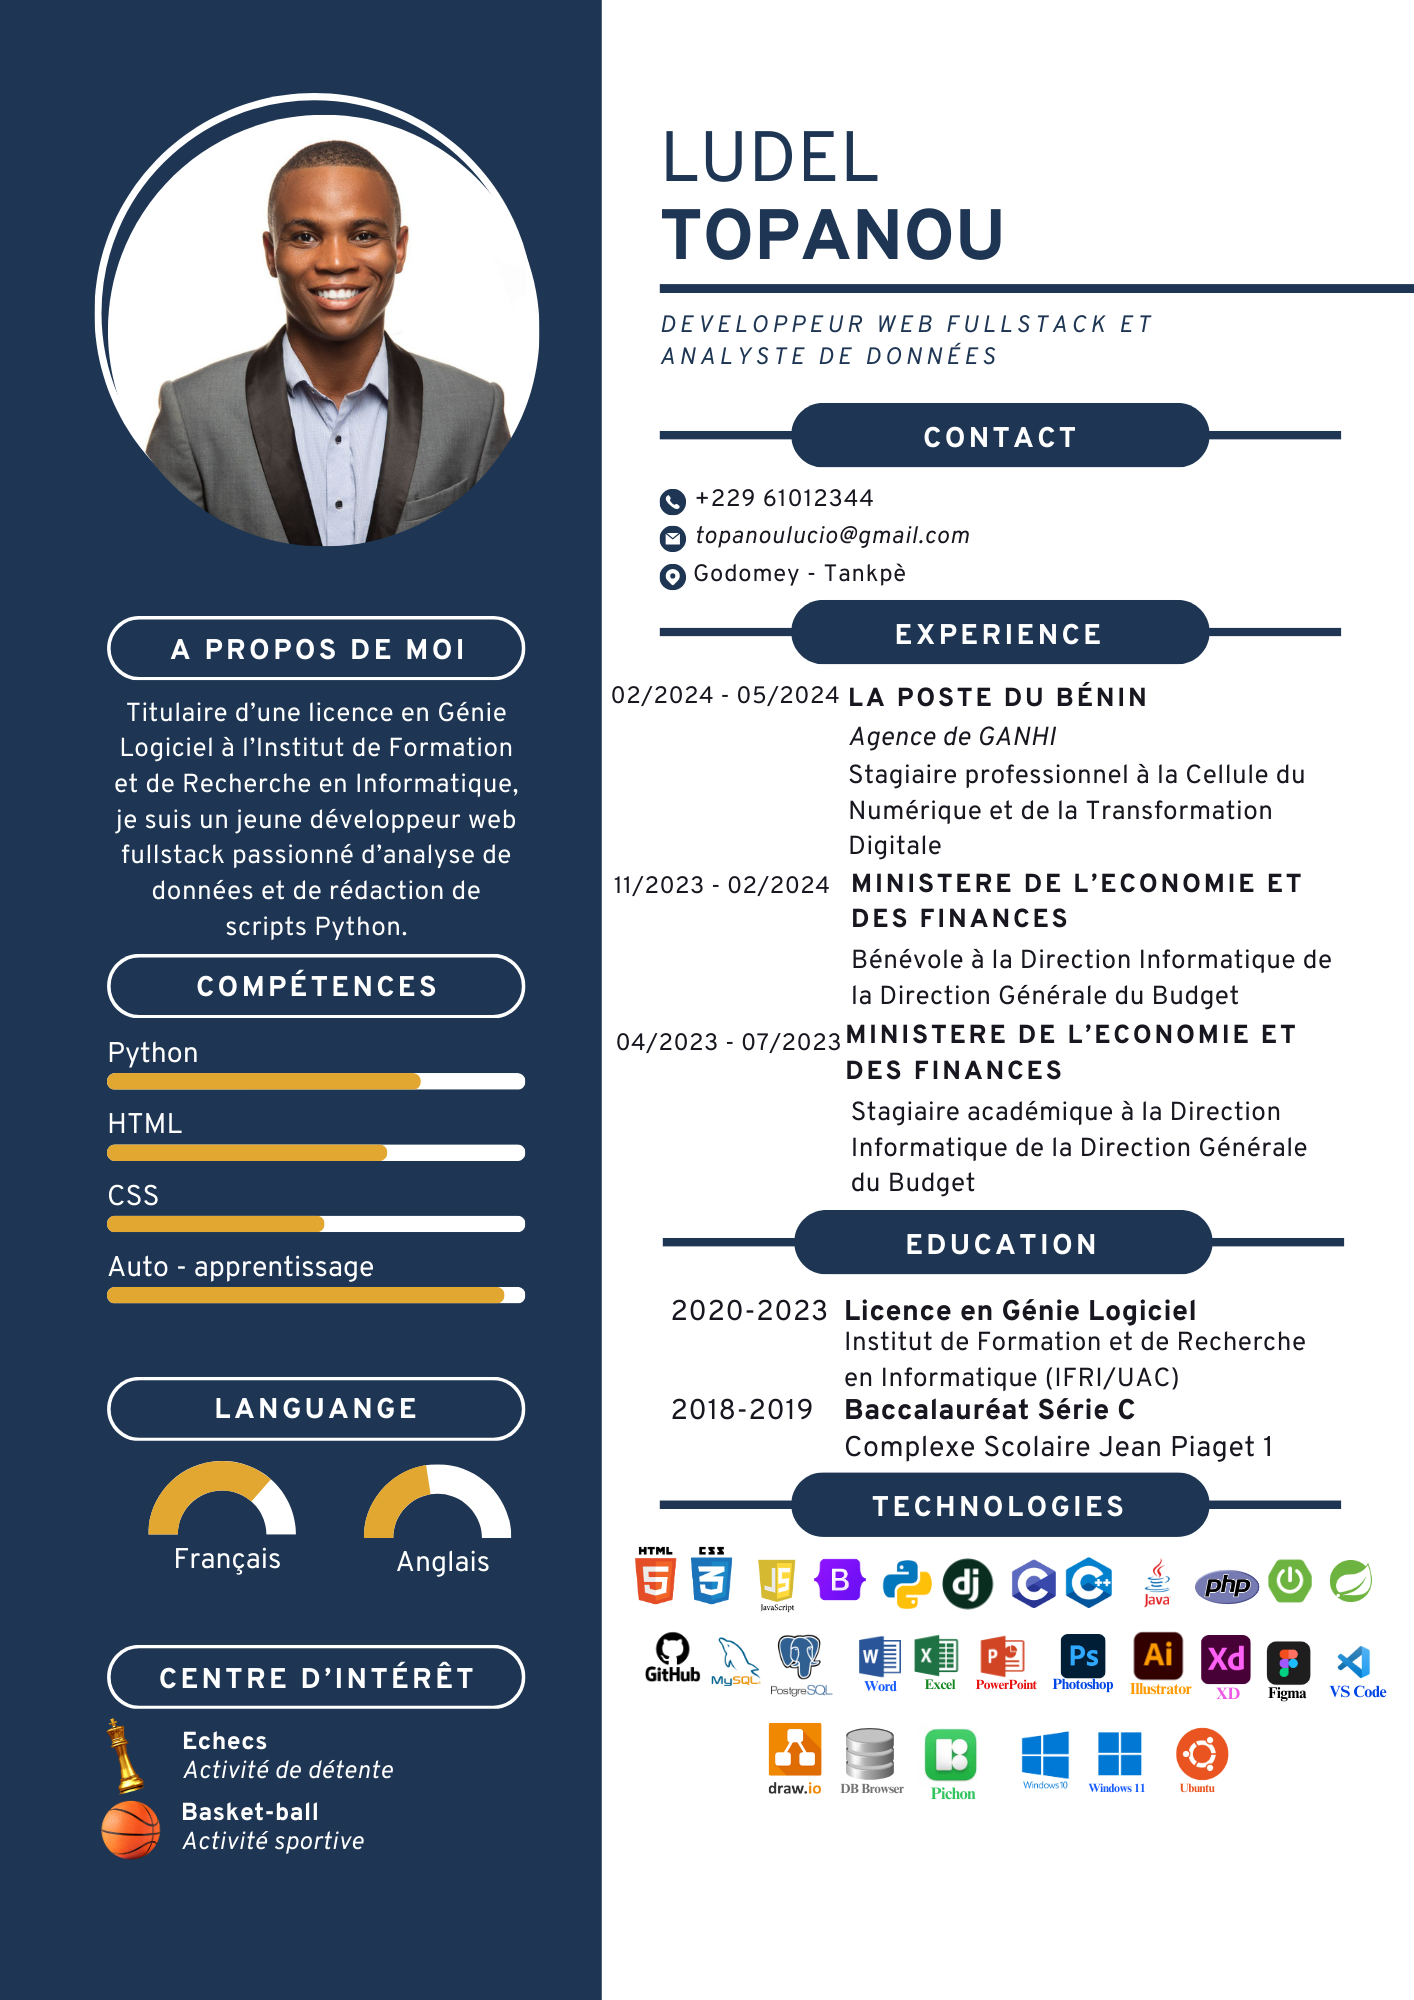 LUDEL
TOPANOU
DEVELOPPEUR WEB FULLSTACK ET
ANALYSTE DE DONNÉES
CONTACT
+229 61012344
topanoulucio@gmail.com
Godomey - Tankpè
EXPERIENCE
02/2024 - 05/2024 LA POSTE DU BÉNIN
Agence de GANHI
Stagiaire professionnel à la Cellule du
Numérique et de la Transformation
Digitale
11/2023 - 02/2024 MINISTERE DE L’ECONOMIE ET
DES FINANCES
Bénévole à la Direction Informatique de
la Direction Générale du Budget
04/2023 - 07/2023 MINISTERE DE L’ECONOMIE ET
DES FINANCES
Stagiaire académique à la Direction
Informatique de la Direction Générale
du Budget
EDUCATION
2020-2023 Licence en Génie Logiciel
Institut de Formation et de Recherche
en Informatique (IFRI/UAC)
2018-2019 Baccalauréat Série C
Complexe Scolaire Jean Piaget 1
TECHNOLOGIES
HTML 5 CSS 3 JS JavaScript B dj C C++ Java php
GitHub MySQL PostgreSQL W Word X Excel P PowerPoint Ps Photoshop Ai Illustrator Xd XD Figma VS Code
draw.io DB Browser Pichon Windows 10 Windows 11 Ubuntu
A PROPOS DE MOI
Titulaire d’une licence en Génie
Logiciel à l’Institut de Formation
et de Recherche en Informatique,
je suis un jeune développeur web
fullstack passionné d’analyse de
données et de rédaction de
scripts Python.
COMPÉTENCES
Python
HTML
CSS
Auto - apprentissage
LANGUANGE
Français Anglais
CENTRE D’INTÉRÊT
Echecs
Activité de détente
Basket-ball
Activité sportive